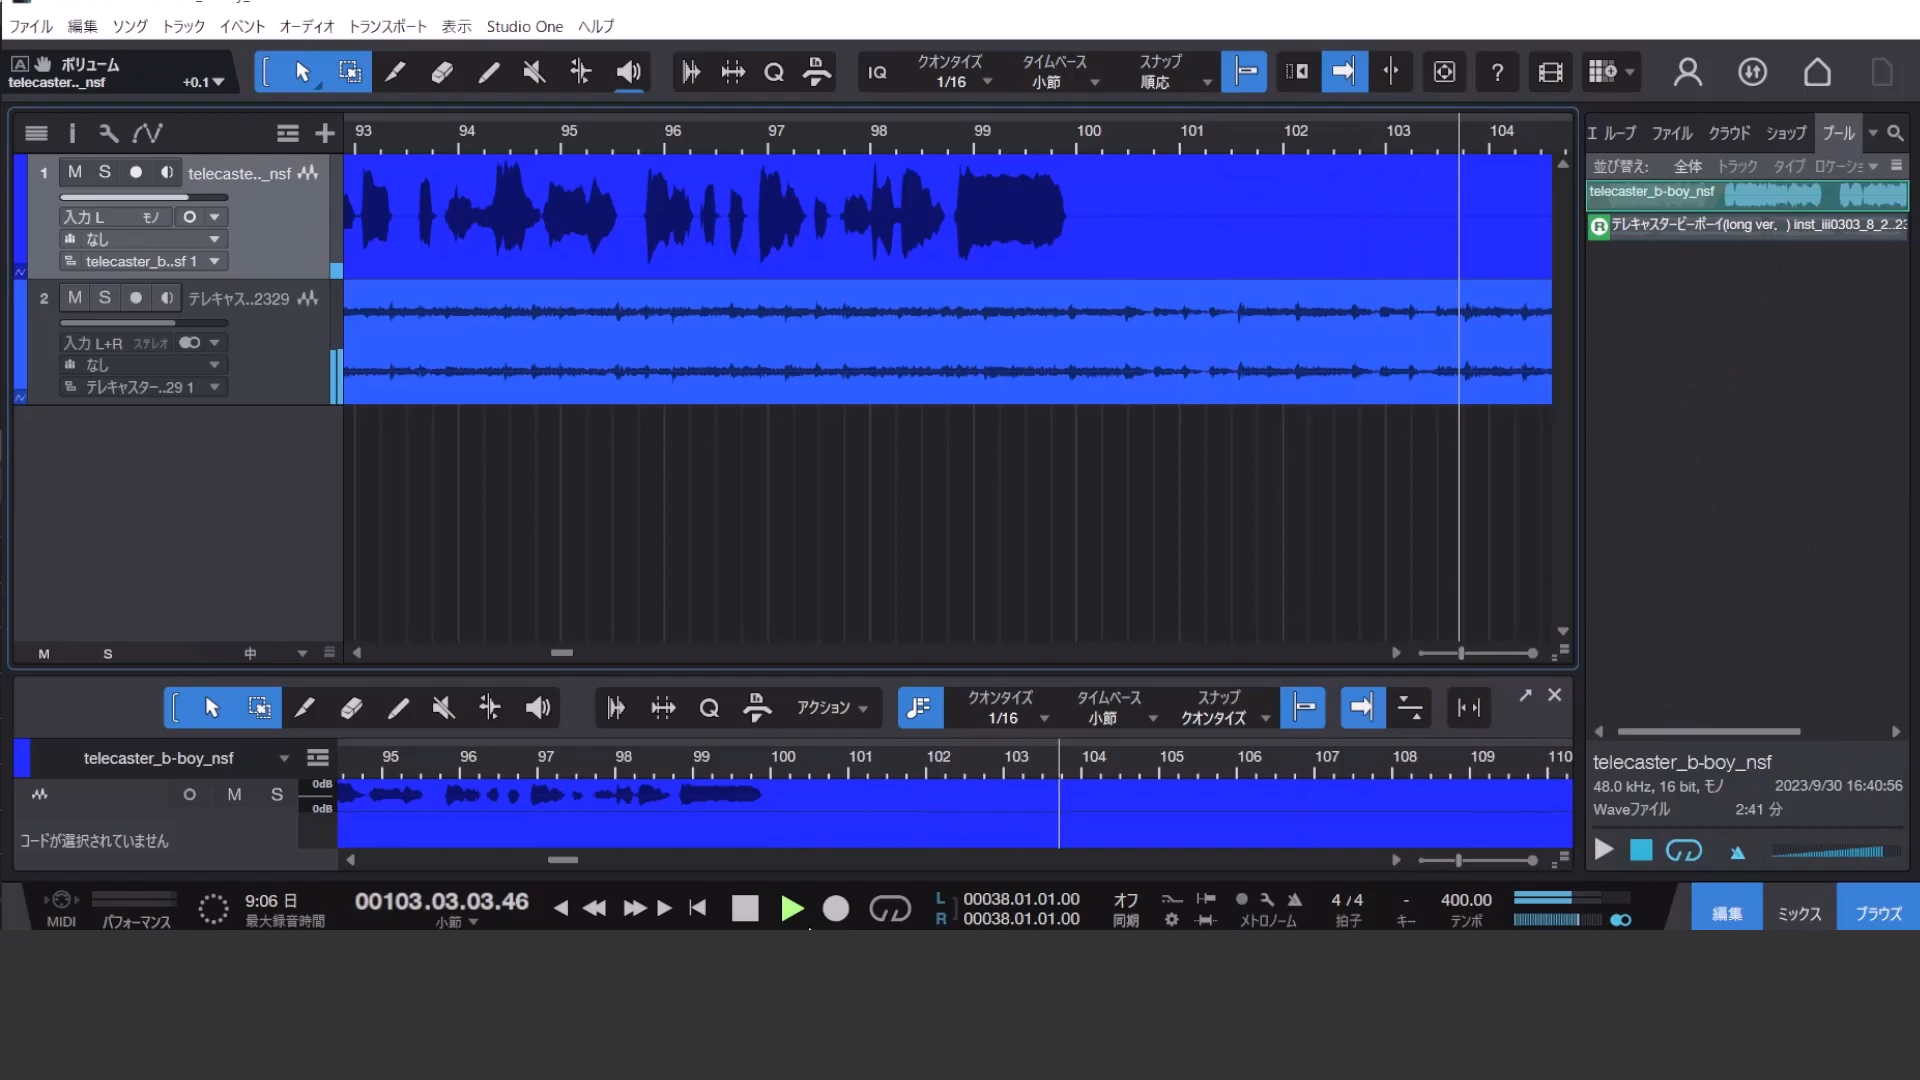 ファイル 編集 ソング トラック イベント オーディオ トランスポート 表示 Studio One ヘルプ
A ボリューム
telecaster.._nsf +0.1
IQ クオンタイズ 1/16 タイムベース 小節 スナップ 順応 ?
93 94 95 96 97 98 99 100 101 102 103 104
1 M S telecaste.._nsf
入力 L モノ
なし
telecaster_b..sf 1
2 M S テレキャス..2329
入力 L+R ステレオ
なし
テレキャスター..29 1
M S 中
エ ループ ファイル クラウド ショップ プール
並び替え: 全体 トラック タイプ
telecaster_b-boy_nsf
R テレキャスタービーボーイ(long ver. ) inst_iii0303_8_2..23
Q アクション クオンタイズ 1/16 タイムベース 小節 スナップ クオンタイズ
telecaster_b-boy_nsf
95 96 97 98 99 100 101 102 103 104 105 106 107 108 109 110
M S
0dB
0dB
コードが選択されていません
telecaster_b-boy_nsf
48.0 kHz, 16 bit, モノ 2023/9/30 16:40:56
Waveファイル 2:41 分
MIDI パフォーマンス
9:06 日
最大録音時間
00103.03.03.46
小節
L 00038.01.01.00
R 00038.01.01.00
オフ
同期
メトロノーム
4 / 4
拍子
-
キー
400.00
テンポ
編集 ミックス ブラウズ